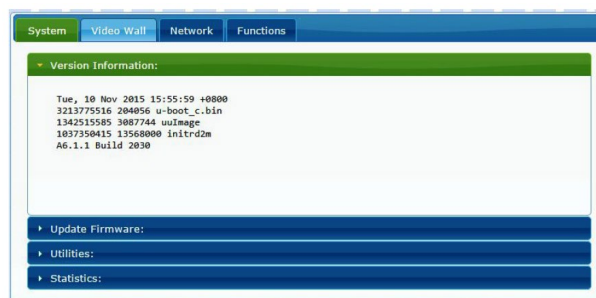 System Video Wall Network Functions
Version Information:
Tue, 10 Nov 2015 15:55:59 +0800
3213775516 204056 u-boot_c.bin
1342515585 3087744 uuImage
1037350415 13568000 initrd2m
A6.1.1 Build 2030
Update Firmware:
Utilities:
Statistics: